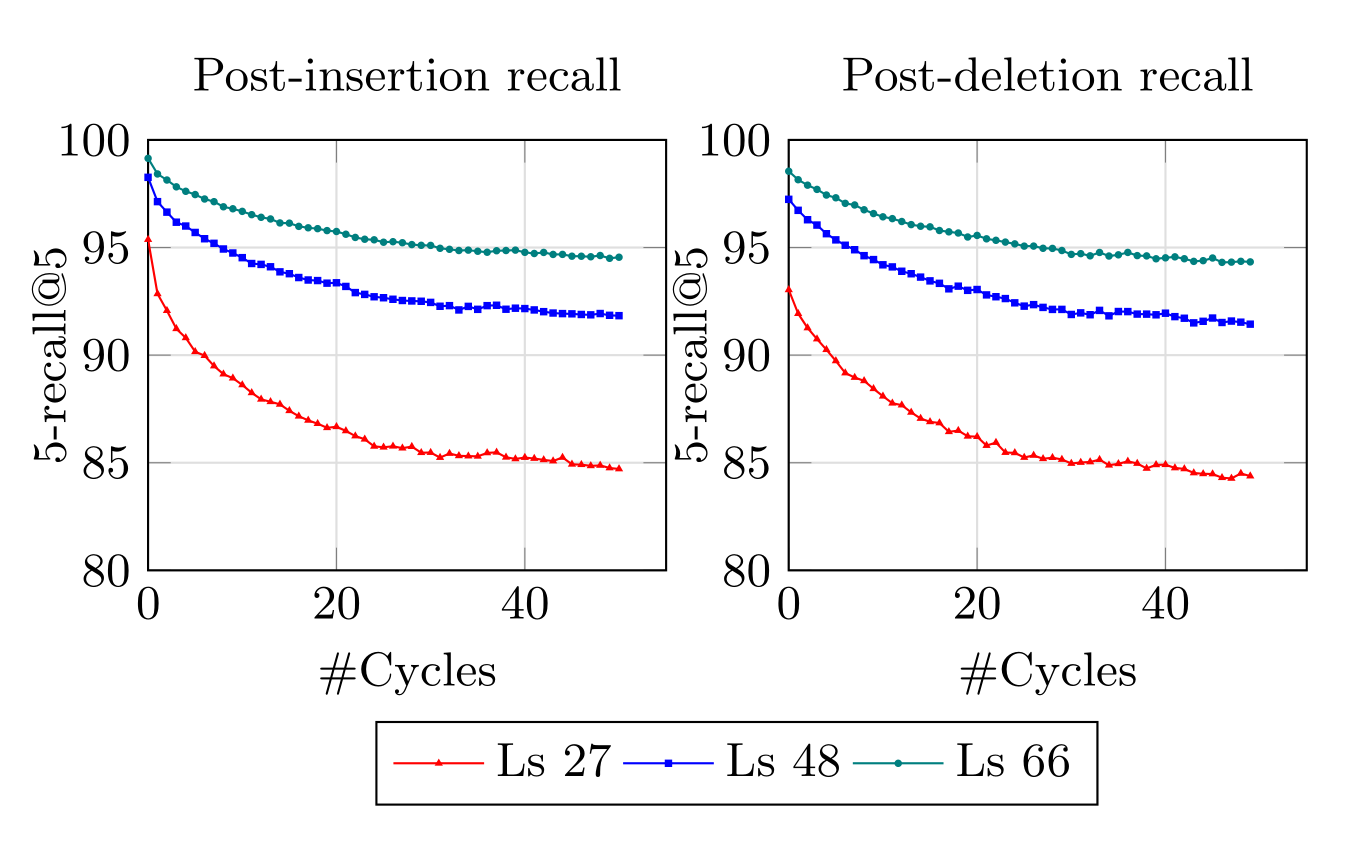 Post-insertion recall
100
95
90
85
80
5-recall@5
0 20 40
#Cycles
Post-deletion recall
100
95
90
85
80
5-recall@5
0 20 40
#Cycles
Ls 27 Ls 48 Ls 66